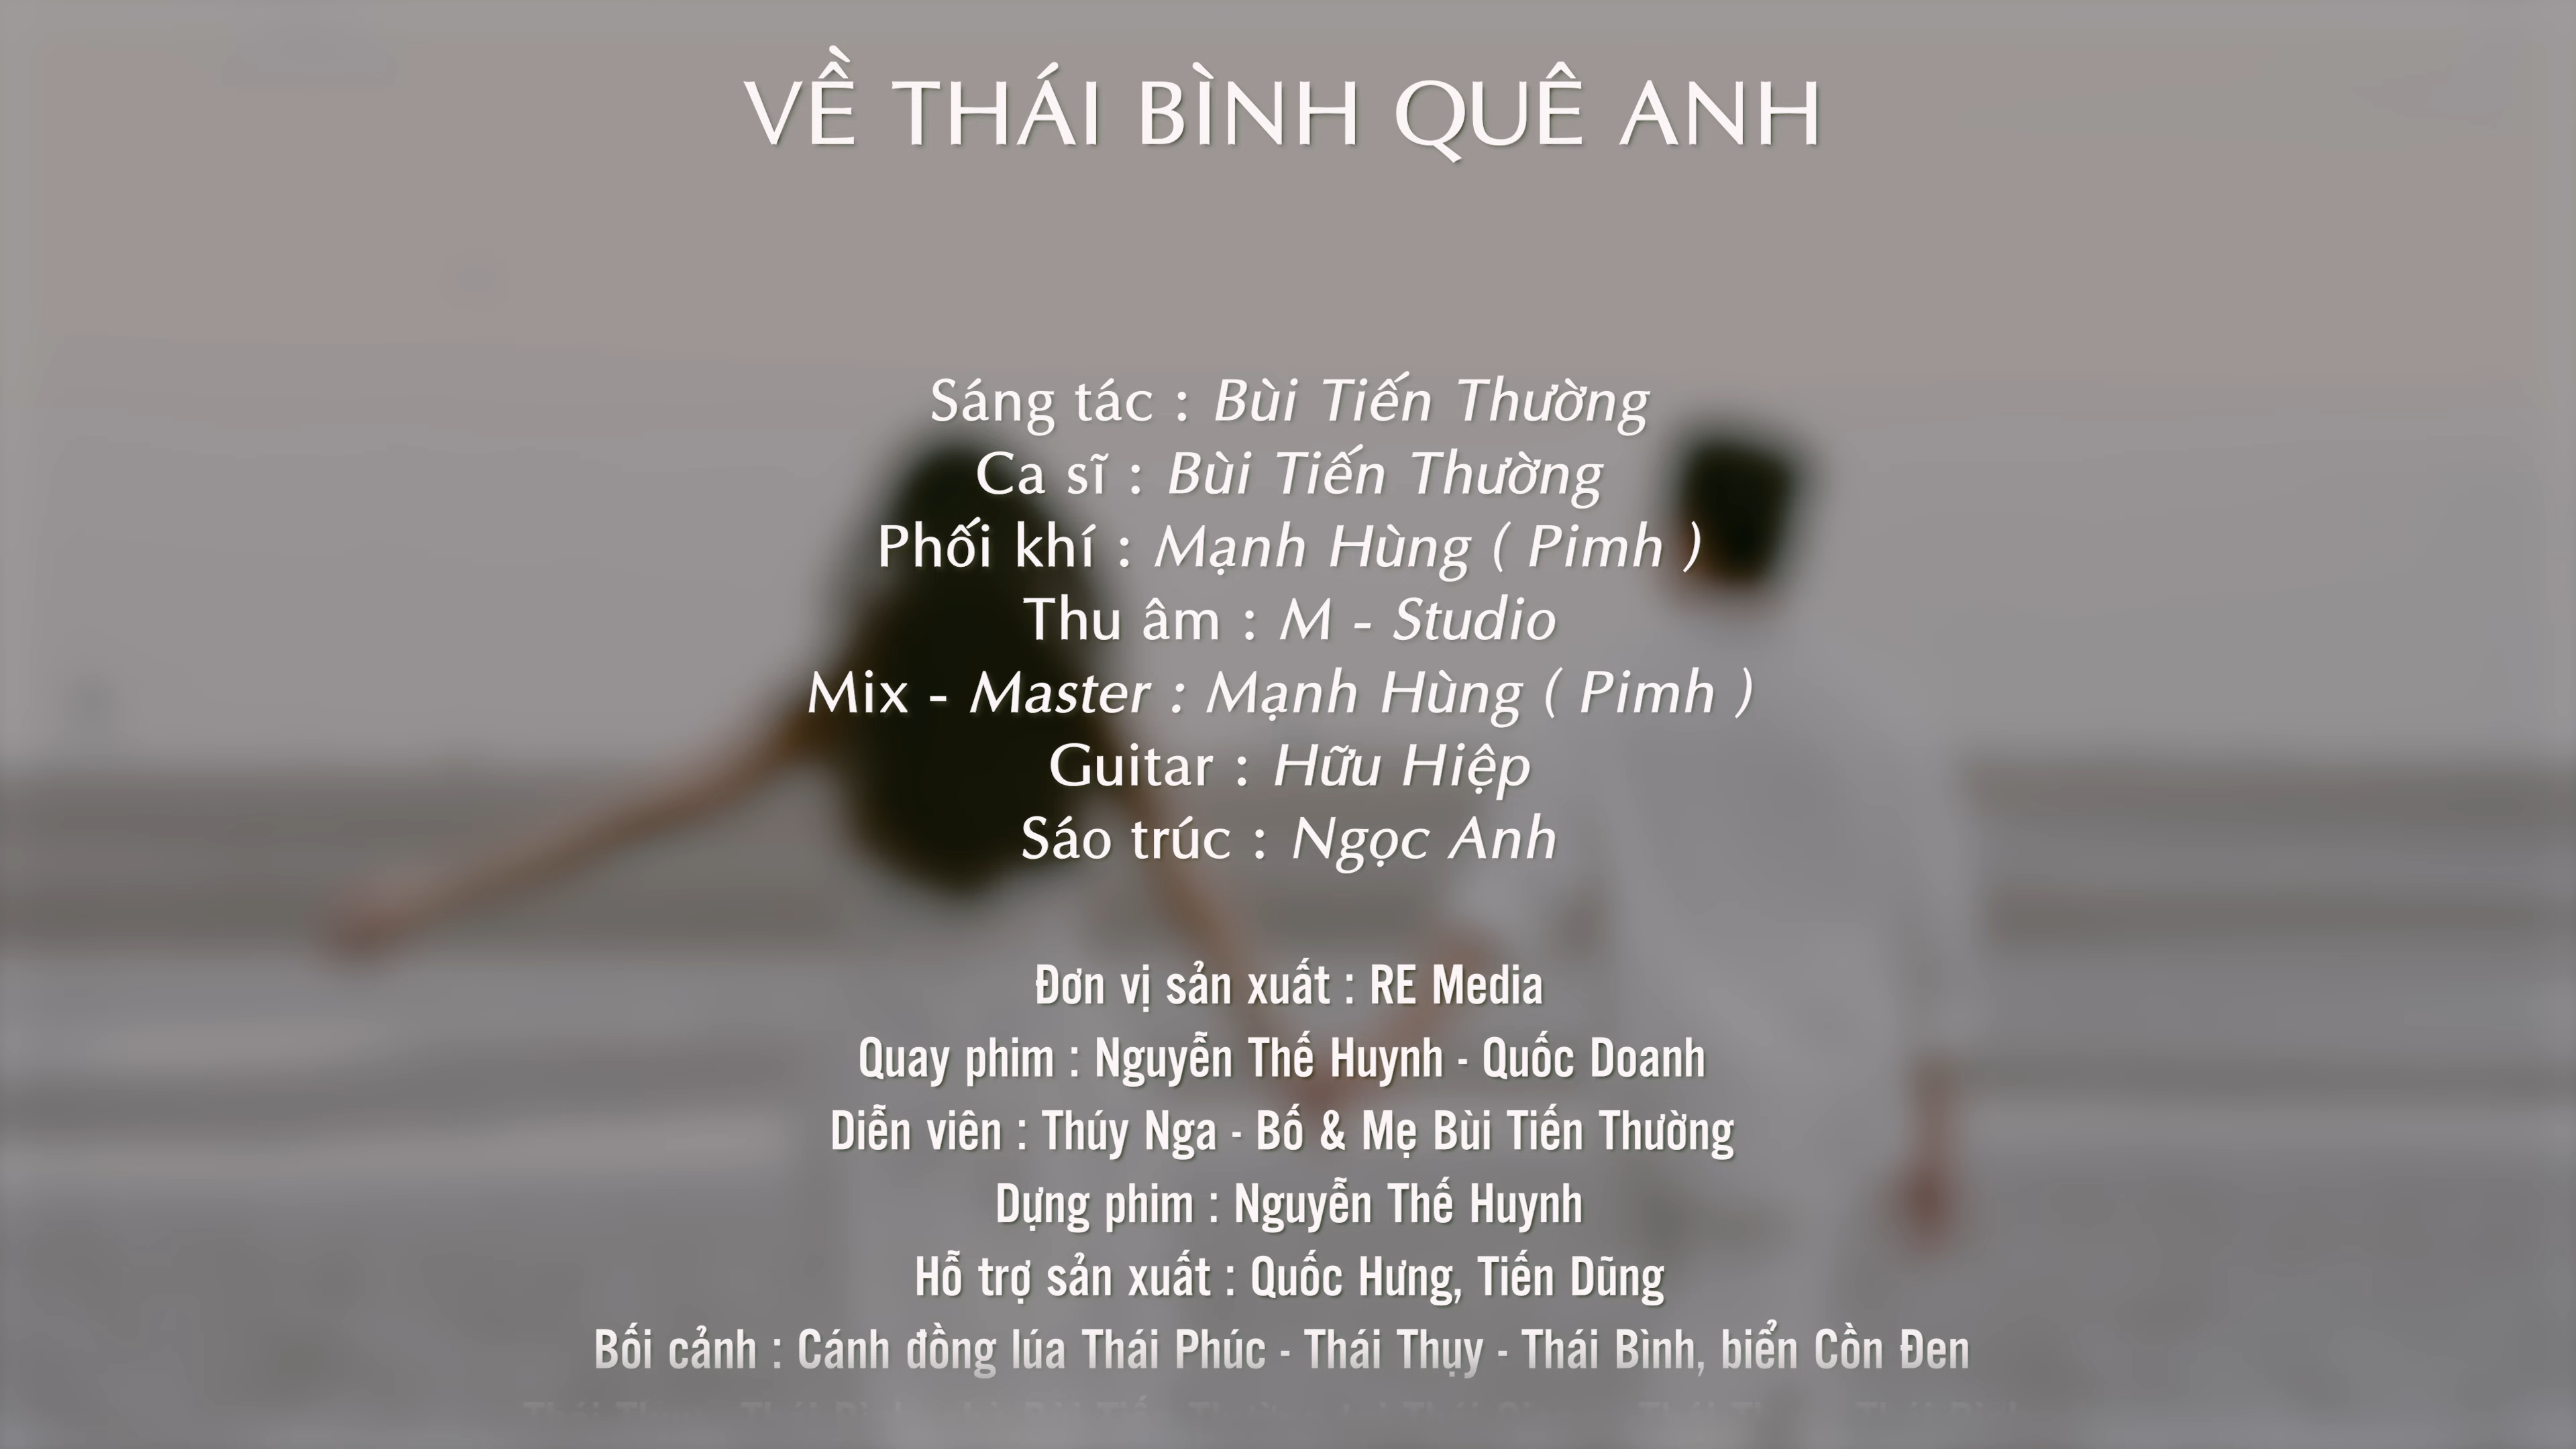 VỀ THÁI BÌNH QUÊ ANH
Sáng tác : Bùi Tiến Thường
Ca sĩ : Bùi Tiến Thường
Phối khí : Mạnh Hùng ( Pimh )
Thu âm : M - Studio
Mix - Master : Mạnh Hùng ( Pimh )
Guitar : Hữu Hiệp
Sáo trúc : Ngọc Anh
Đơn vị sản xuất : RE Media
Quay phim : Nguyễn Thế Huynh - Quốc Doanh
Diễn viên : Thúy Nga - Bố & Mẹ Bùi Tiến Thường
Dựng phim : Nguyễn Thế Huynh
Hỗ trợ sản xuất : Quốc Hưng, Tiến Dũng
Bối cảnh : Cánh đồng lúa Thái Phúc - Thái Thụy - Thái Bình, biển Cồn Đen